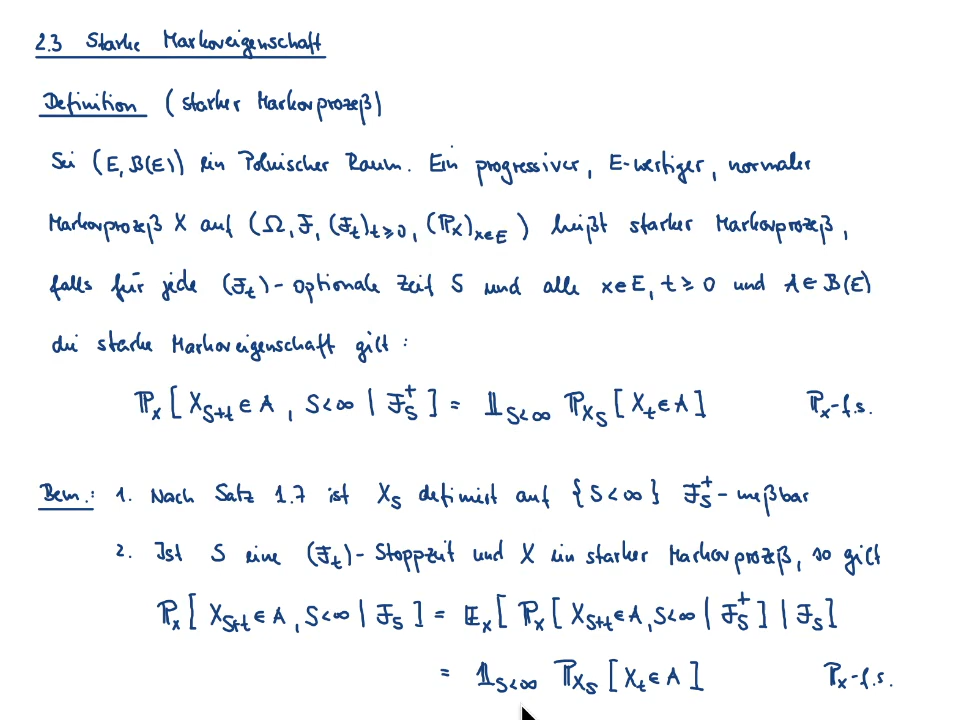 2.3 Starke Markoveigenschaft
Definition (starker Markovprozeß)
Sei (E, B(E)) ein Polnischer Raum. Ein progressiver, E-wertiger, normaler
Markovprozeß X auf (Ω, F, (F_t)_{t≥0}, (ℙ_x)_{x∈E}) heißt starker Markovprozeß,
falls für jede (F_t)-optionale Zeit S und alle x∈E, t≥0 und A∈B(E)
die starke Markoveigenschaft gilt:
ℙ_x [ X_{S+t} ∈ A, S<∞ | F_S^+ ] = 𝟙_{S<∞} ℙ_{X_S} [ X_t ∈ A ] ℙ_x-f.s.
Bem.: 1. Nach Satz 1.7 ist X_S definiert auf {S<∞} F_S^+-meßbar
2. Ist S eine (F_t)-Stoppzeit und X ein starker Markovprozeß, so gilt
ℙ_x [ X_{S+t} ∈ A, S<∞ | F_S ] = 𝔼_x [ ℙ_x [ X_{S+t} ∈ A, S<∞ | F_S^+ ] | F_S ]
= 𝟙_{S<∞} ℙ_{X_S} [ X_t ∈ A ] ℙ_x-f.s.